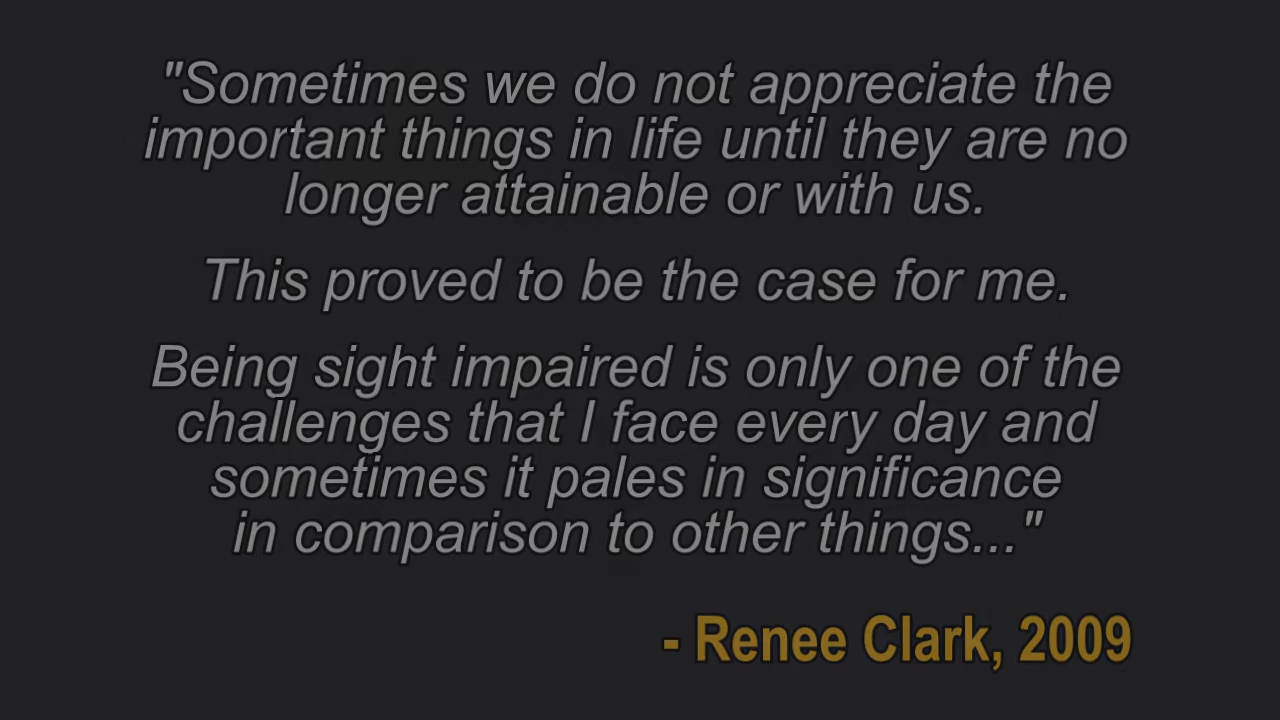 "Sometimes we do not appreciate the
important things in life until they are no
longer attainable or with us.
This proved to be the case for me.
Being sight impaired is only one of the
challenges that I face every day and
sometimes it pales in significance
in comparison to other things..."
- Renee Clark, 2009